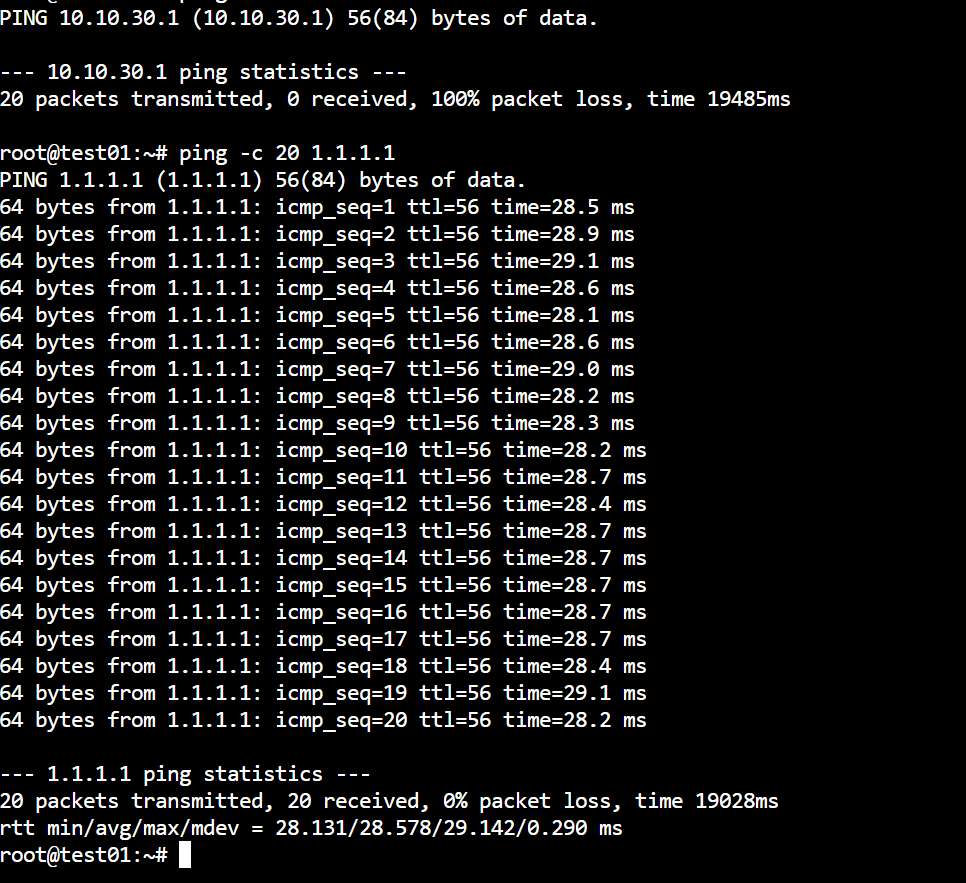 PING 10.10.30.1 (10.10.30.1) 56(84) bytes of data.

--- 10.10.30.1 ping statistics ---
20 packets transmitted, 0 received, 100% packet loss, time 19485ms

root@test01:~# ping -c 20 1.1.1.1
PING 1.1.1.1 (1.1.1.1) 56(84) bytes of data.
64 bytes from 1.1.1.1: icmp_seq=1 ttl=56 time=28.5 ms
64 bytes from 1.1.1.1: icmp_seq=2 ttl=56 time=28.9 ms
64 bytes from 1.1.1.1: icmp_seq=3 ttl=56 time=29.1 ms
64 bytes from 1.1.1.1: icmp_seq=4 ttl=56 time=28.6 ms
64 bytes from 1.1.1.1: icmp_seq=5 ttl=56 time=28.1 ms
64 bytes from 1.1.1.1: icmp_seq=6 ttl=56 time=28.6 ms
64 bytes from 1.1.1.1: icmp_seq=7 ttl=56 time=29.0 ms
64 bytes from 1.1.1.1: icmp_seq=8 ttl=56 time=28.2 ms
64 bytes from 1.1.1.1: icmp_seq=9 ttl=56 time=28.3 ms
64 bytes from 1.1.1.1: icmp_seq=10 ttl=56 time=28.2 ms
64 bytes from 1.1.1.1: icmp_seq=11 ttl=56 time=28.7 ms
64 bytes from 1.1.1.1: icmp_seq=12 ttl=56 time=28.4 ms
64 bytes from 1.1.1.1: icmp_seq=13 ttl=56 time=28.7 ms
64 bytes from 1.1.1.1: icmp_seq=14 ttl=56 time=28.7 ms
64 bytes from 1.1.1.1: icmp_seq=15 ttl=56 time=28.7 ms
64 bytes from 1.1.1.1: icmp_seq=16 ttl=56 time=28.7 ms
64 bytes from 1.1.1.1: icmp_seq=17 ttl=56 time=28.7 ms
64 bytes from 1.1.1.1: icmp_seq=18 ttl=56 time=28.4 ms
64 bytes from 1.1.1.1: icmp_seq=19 ttl=56 time=29.1 ms
64 bytes from 1.1.1.1: icmp_seq=20 ttl=56 time=28.2 ms

--- 1.1.1.1 ping statistics ---
20 packets transmitted, 20 received, 0% packet loss, time 19028ms
rtt min/avg/max/mdev = 28.131/28.578/29.142/0.290 ms
root@test01:~#